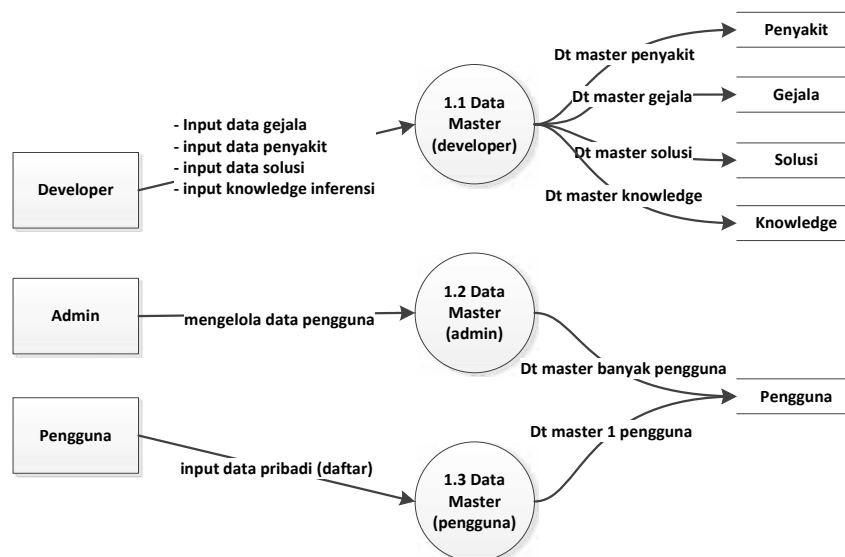 Penyakit
Dt master penyakit
1.1 Data
Master
(developer)
Dt master gejala
Gejala
- Input data gejala
- input data penyakit
- input data solusi
- input knowledge inferensi
Developer
Dt master solusi
Solusi
Dt master knowledge
Knowledge
Admin
mengelola data pengguna
1.2 Data
Master
(admin)
Dt master banyak pengguna
Pengguna
Pengguna
Dt master 1 pengguna
input data pribadi (daftar)
1.3 Data
Master
(pengguna)